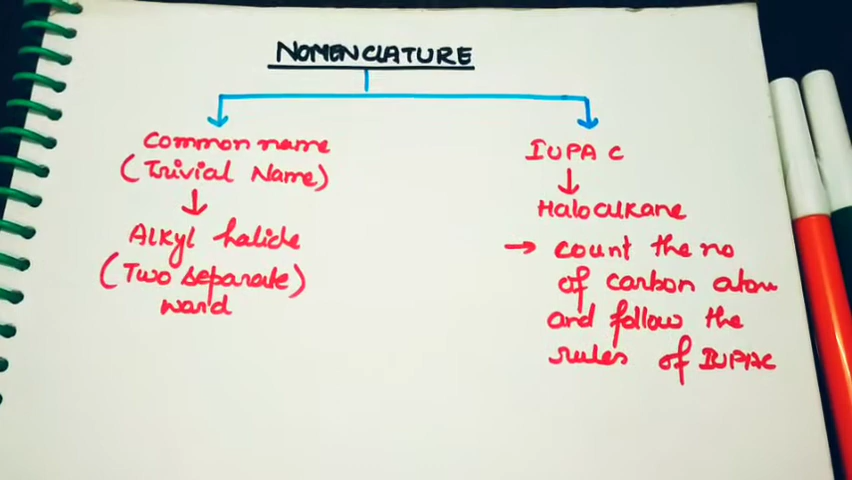 NOMENCLATURE
Common name
(Trivial Name)
Alkyl halide
(Two separate)
word
IUPAC
Haloalkane
→ count the no
of carbon atom
and follow the
rules of IUPAC